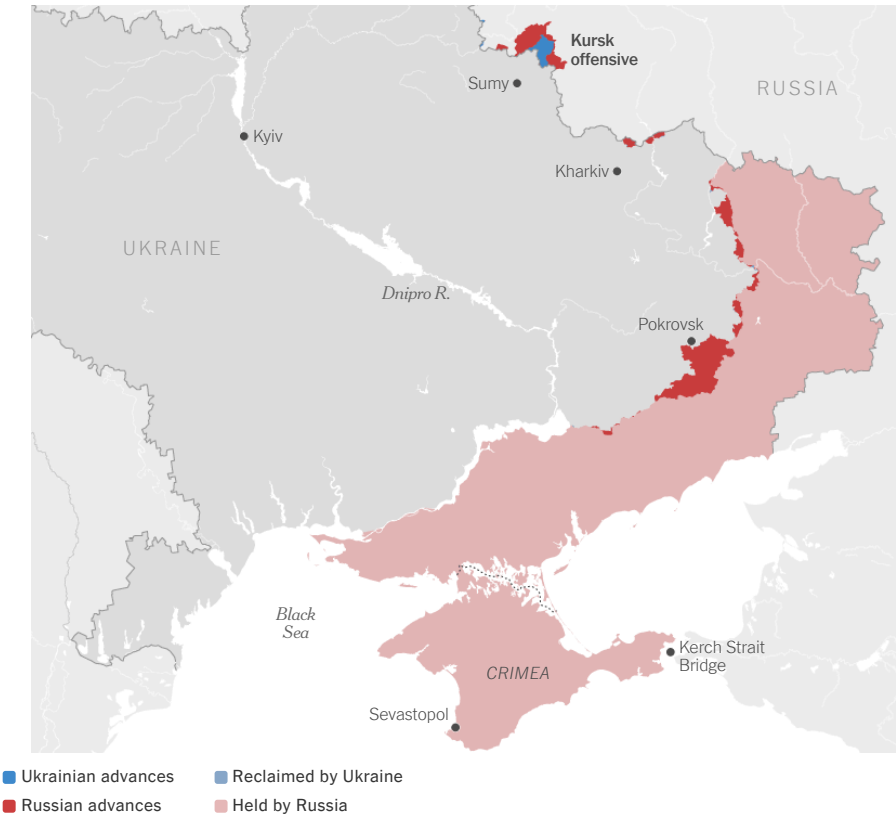 Kursk
offensive
Sumy
RUSSIA
Kyiv
Kharkiv
UKRAINE
Dnipro R.
Pokrovsk
Black
Sea
Kerch Strait
Bridge
CRIMEA
Sevastopol
Ukrainian advances
Reclaimed by Ukraine
Russian advances
Held by Russia